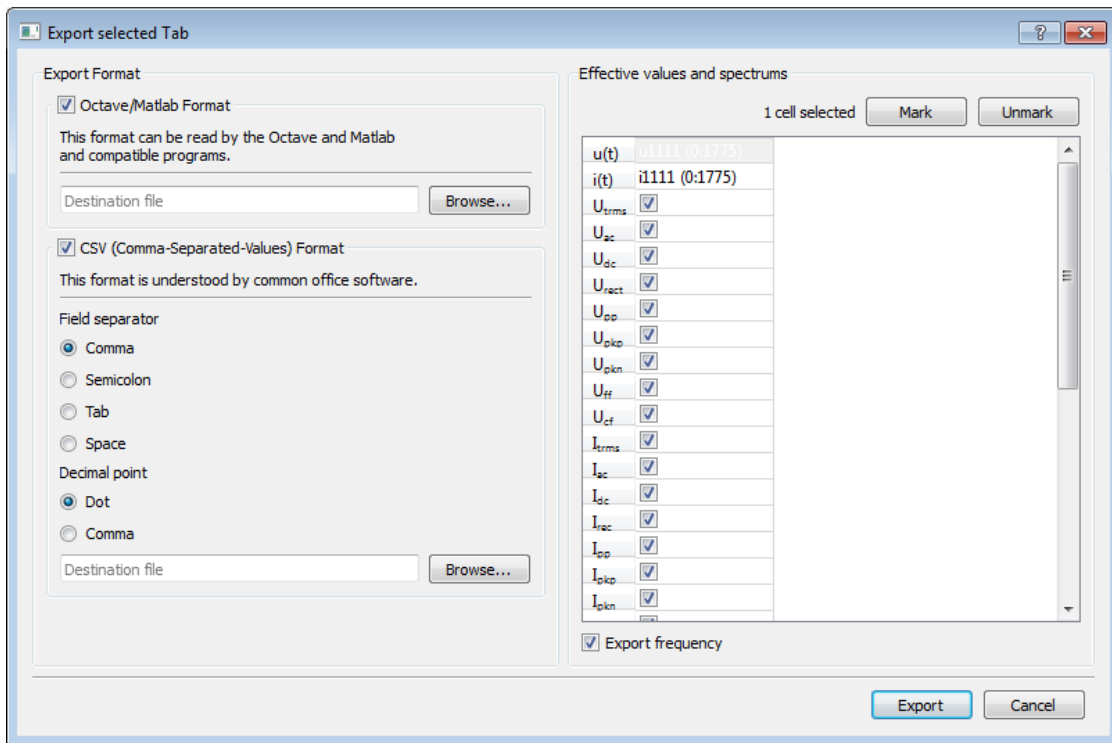 Export selected Tab
Export Format
Octave/Matlab Format
This format can be read by the Octave and Matlab
and compatible programs.
Destination file
Browse...
CSV (Comma-Separated-Values) Format
This format is understood by common office software.
Field separator
Comma
Semicolon
Tab
Space
Decimal point
Dot
Comma
Destination file
Browse...
Effective values and spectrums
1 cell selected
Mark
Unmark
u(t) u1111 (0:1775)
i(t) i1111 (0:1775)
Utrms
Uac
Udc
Urect
Upp
Upkp
Upkn
Uff
Ucf
Itrms
Iac
Idc
Irec
Ipp
Ipkp
Ipkn
Export frequency
Export
Cancel